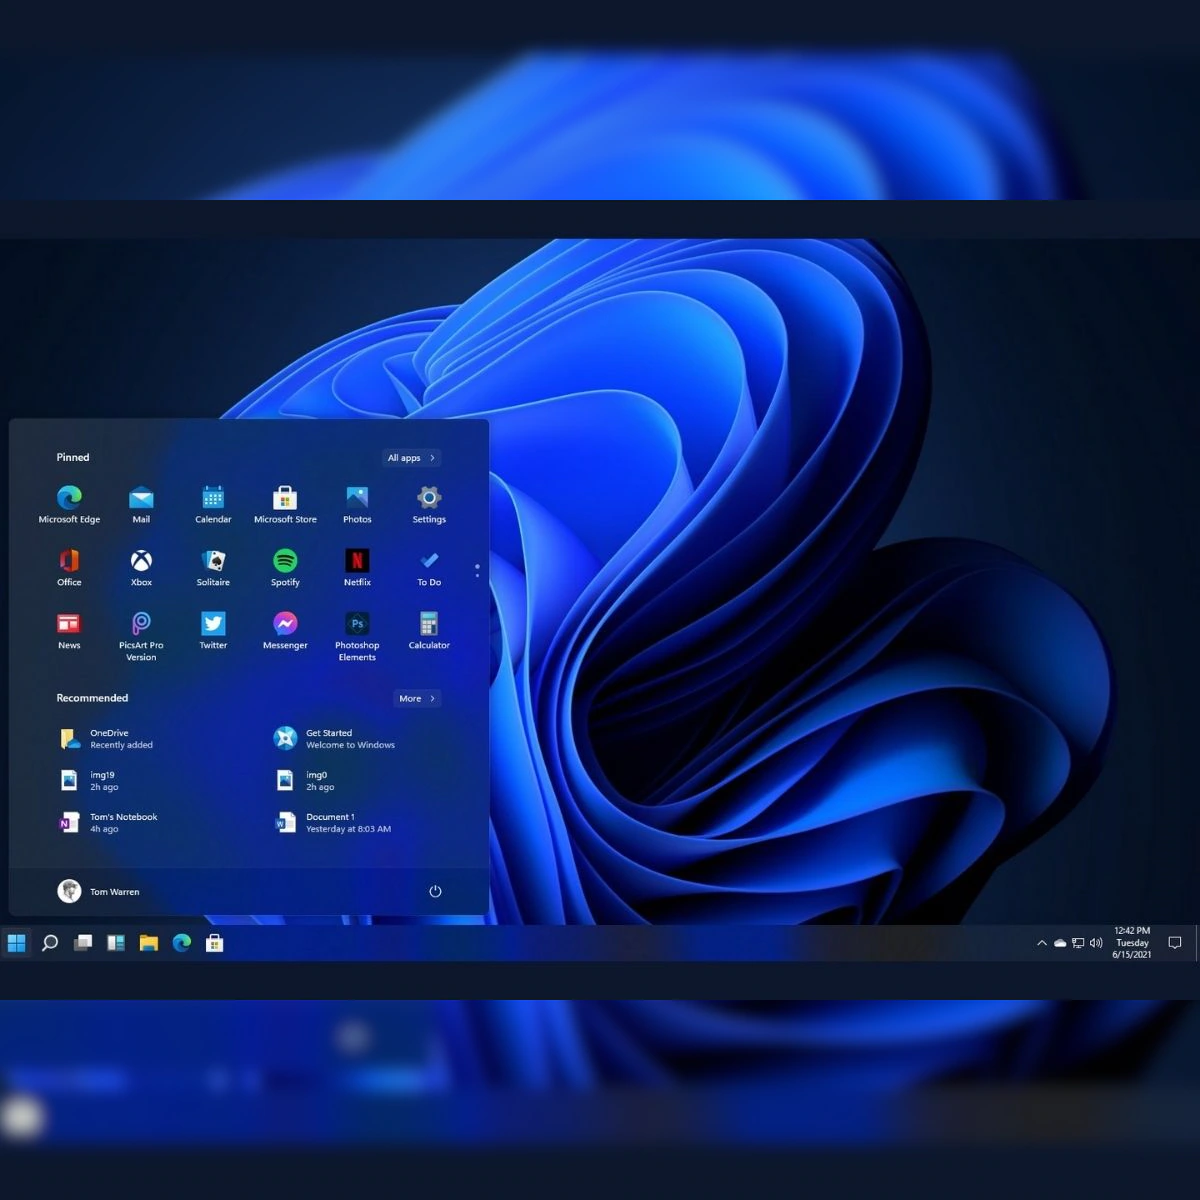 Pinned
All apps
Microsoft Edge
Mail
Calendar
Microsoft Store
Photos
Settings
Office
Xbox
Solitaire
Spotify
N
Netflix
To Do
News
PicsArt Pro
Version
Twitter
Messenger
Ps
Photoshop
Elements
Calculator
Recommended
More
OneDrive
Recently added
Get Started
Welcome to Windows
img19
2h ago
img0
2h ago
N
Tom's Notebook
4h ago
W
Document 1
Yesterday at 8:03 AM
Tom Warren
12:42 PM
Tuesday
6/15/2021